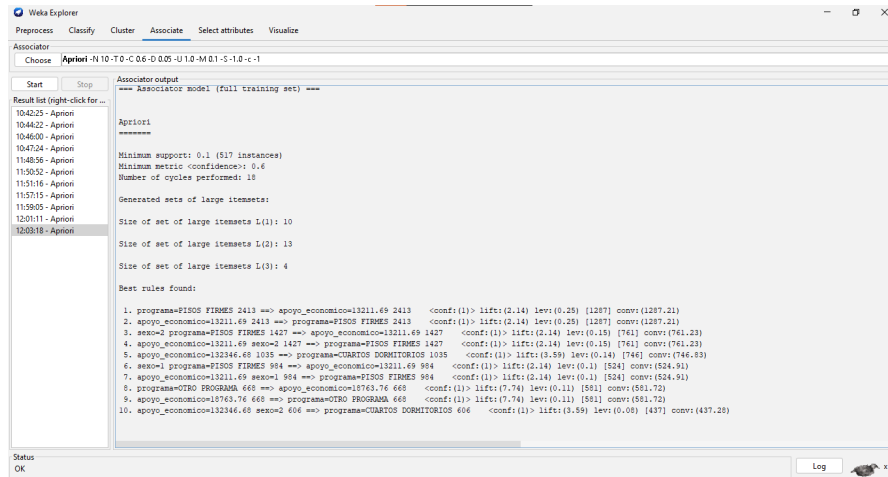 Weka Explorer
Preprocess Classify Cluster Associate Select attributes Visualize
Associator
Choose Apriori -N 10 -T 0 -C 0.6 -D 0.05 -U 1.0 -M 0.1 -S -1.0 -c -1
Start Stop
Result list (right-click for ...
10:42:25 - Apriori
10:44:22 - Apriori
10:46:00 - Apriori
10:47:24 - Apriori
11:48:56 - Apriori
11:50:52 - Apriori
11:51:16 - Apriori
11:57:15 - Apriori
11:59:05 - Apriori
12:01:11 - Apriori
12:03:18 - Apriori
Associator output
=== Associator model (full training set) ===
Apriori
=======
Minimum support: 0.1 (517 instances)
Minimum metric <confidence>: 0.6
Number of cycles performed: 18
Generated sets of large itemsets:
Size of set of large itemsets L(1): 10
Size of set of large itemsets L(2): 13
Size of set of large itemsets L(3): 4
Best rules found:
1. programa=PISOS FIRMES 2413 ==> apoyo_economico=13211.69 2413 <conf:(1)> lift:(2.14) lev:(0.25) [1287] conv:(1287.21)
2. apoyo_economico=13211.69 2413 ==> programa=PISOS FIRMES 2413 <conf:(1)> lift:(2.14) lev:(0.25) [1287] conv:(1287.21)
3. sexo=2 programa=PISOS FIRMES 1427 ==> apoyo_economico=13211.69 1427 <conf:(1)> lift:(2.14) lev:(0.15) [761] conv:(761.23)
4. apoyo_economico=13211.69 sexo=2 1427 ==> programa=PISOS FIRMES 1427 <conf:(1)> lift:(2.14) lev:(0.15) [761] conv:(761.23)
5. apoyo_economico=132346.68 1035 ==> programa=CUARTOS DORMITORIOS 1035 <conf:(1)> lift:(3.59) lev:(0.14) [746] conv:(746.83)
6. sexo=1 programa=PISOS FIRMES 984 ==> apoyo_economico=13211.69 984 <conf:(1)> lift:(2.14) lev:(0.1) [524] conv:(524.91)
7. apoyo_economico=13211.69 sexo=1 984 ==> programa=PISOS FIRMES 984 <conf:(1)> lift:(2.14) lev:(0.1) [524] conv:(524.91)
8. programa=OTRO PROGRAMA 668 ==> apoyo_economico=18763.76 668 <conf:(1)> lift:(7.74) lev:(0.11) [581] conv:(581.72)
9. apoyo_economico=18763.76 668 ==> programa=OTRO PROGRAMA 668 <conf:(1)> lift:(7.74) lev:(0.11) [581] conv:(581.72)
10. apoyo_economico=132346.68 sexo=2 606 ==> programa=CUARTOS DORMITORIOS 606 <conf:(1)> lift:(3.59) lev:(0.08) [437] conv:(437.28)
Status
OK
Log
x